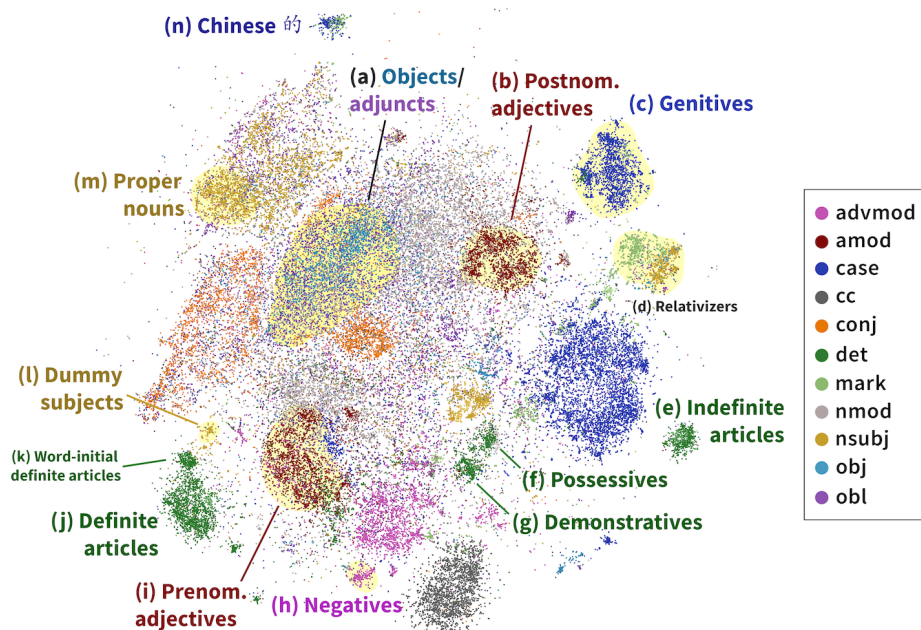 (n) Chinese 的
(a) Objects/
adjuncts
(b) Postnom.
adjectives
(c) Genitives
(m) Proper
nouns
(d) Relativizers
(l) Dummy
subjects
(e) Indefinite
articles
(k) Word-initial
definite articles
(f) Possessives
(j) Definite
articles
(g) Demonstratives
(i) Prenom.
adjectives
(h) Negatives
advmod
amod
case
cc
conj
det
mark
nmod
nsubj
obj
obl